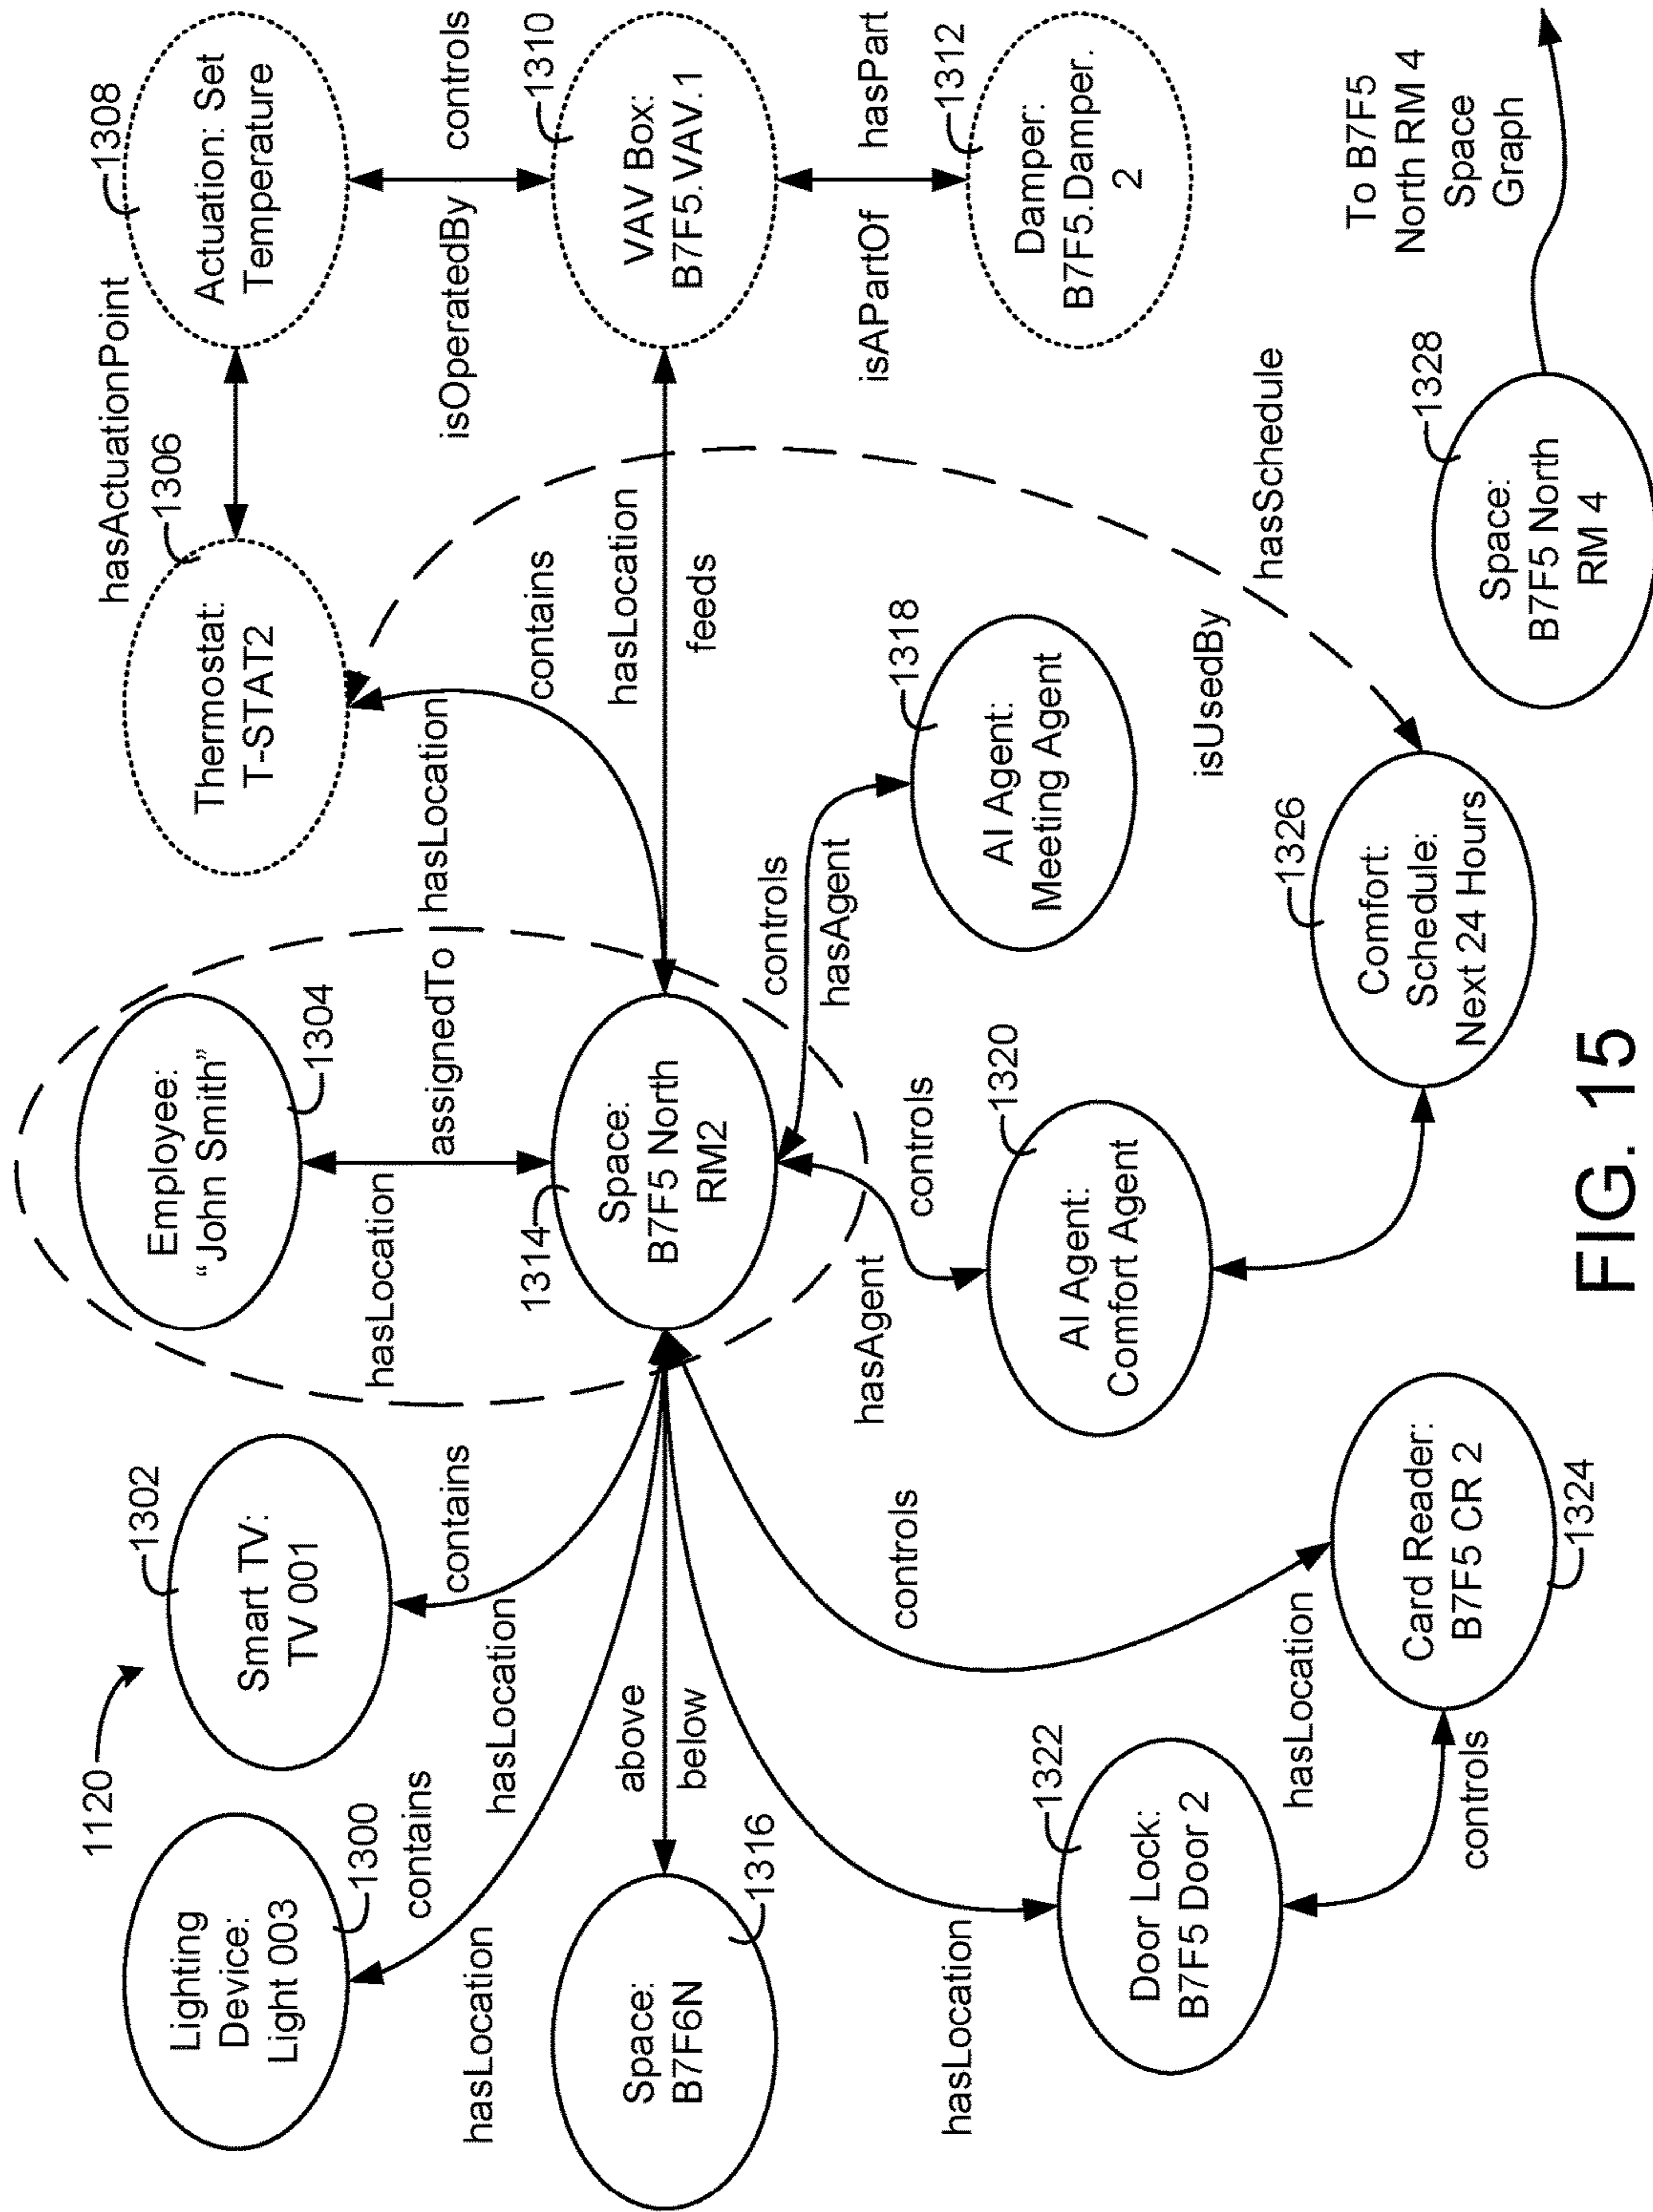 1120
Lighting
Device:
Light 003
1300
Smart TV:
TV 001
1302
Employee:
“John Smith”
1304
Thermostat:
T-STAT2
1306
hasActuationPoint
Actuation: Set
Temperature
1308
contains
hasLocation
contains
hasLocation
hasLocation
assignedTo
hasLocation
contains
isOperatedBy
controls
Space:
B7F6N
1316
above
below
1314
Space:
B7F5 North
RM2
hasLocation
feeds
VAV Box:
B7F5.VAV.1
1310
hasLocation
controls
hasAgent
controls
controls
hasAgent
isAPartOf
hasPart
Door Lock:
B7F5 Door 2
1322
AI Agent:
Comfort Agent
1320
AI Agent:
Meeting Agent
1318
Damper:
B7F5.Damper.
2
1312
hasLocation
controls
Card Reader:
B7F5 CR 2
1324
isUsedBy
hasSchedule
Comfort:
Schedule:
Next 24 Hours
1326
Space:
B7F5 North
RM 4
1328
To B7F5
North RM 4
Space
Graph
FIG. 15